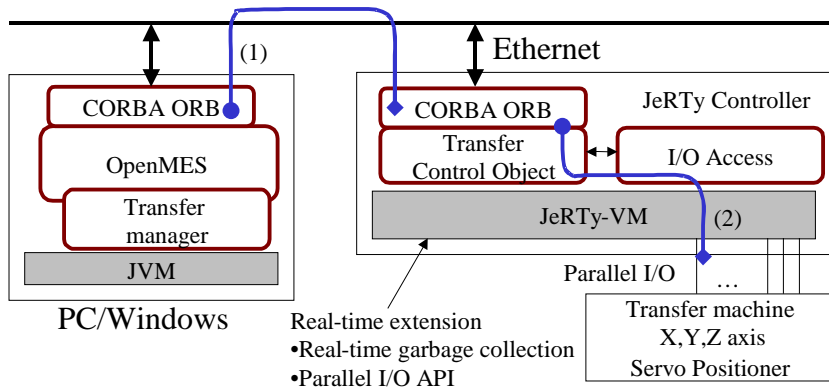 Ethernet
(1)
CORBA ORB
OpenMES
Transfer
manager
JVM
PC/Windows
JeRTy Controller
CORBA ORB
Transfer
Control Object
I/O Access
JeRTy-VM
(2)
Parallel I/O
...
Transfer machine
X,Y,Z axis
Servo Positioner
Real-time extension
•Real-time garbage collection
•Parallel I/O API